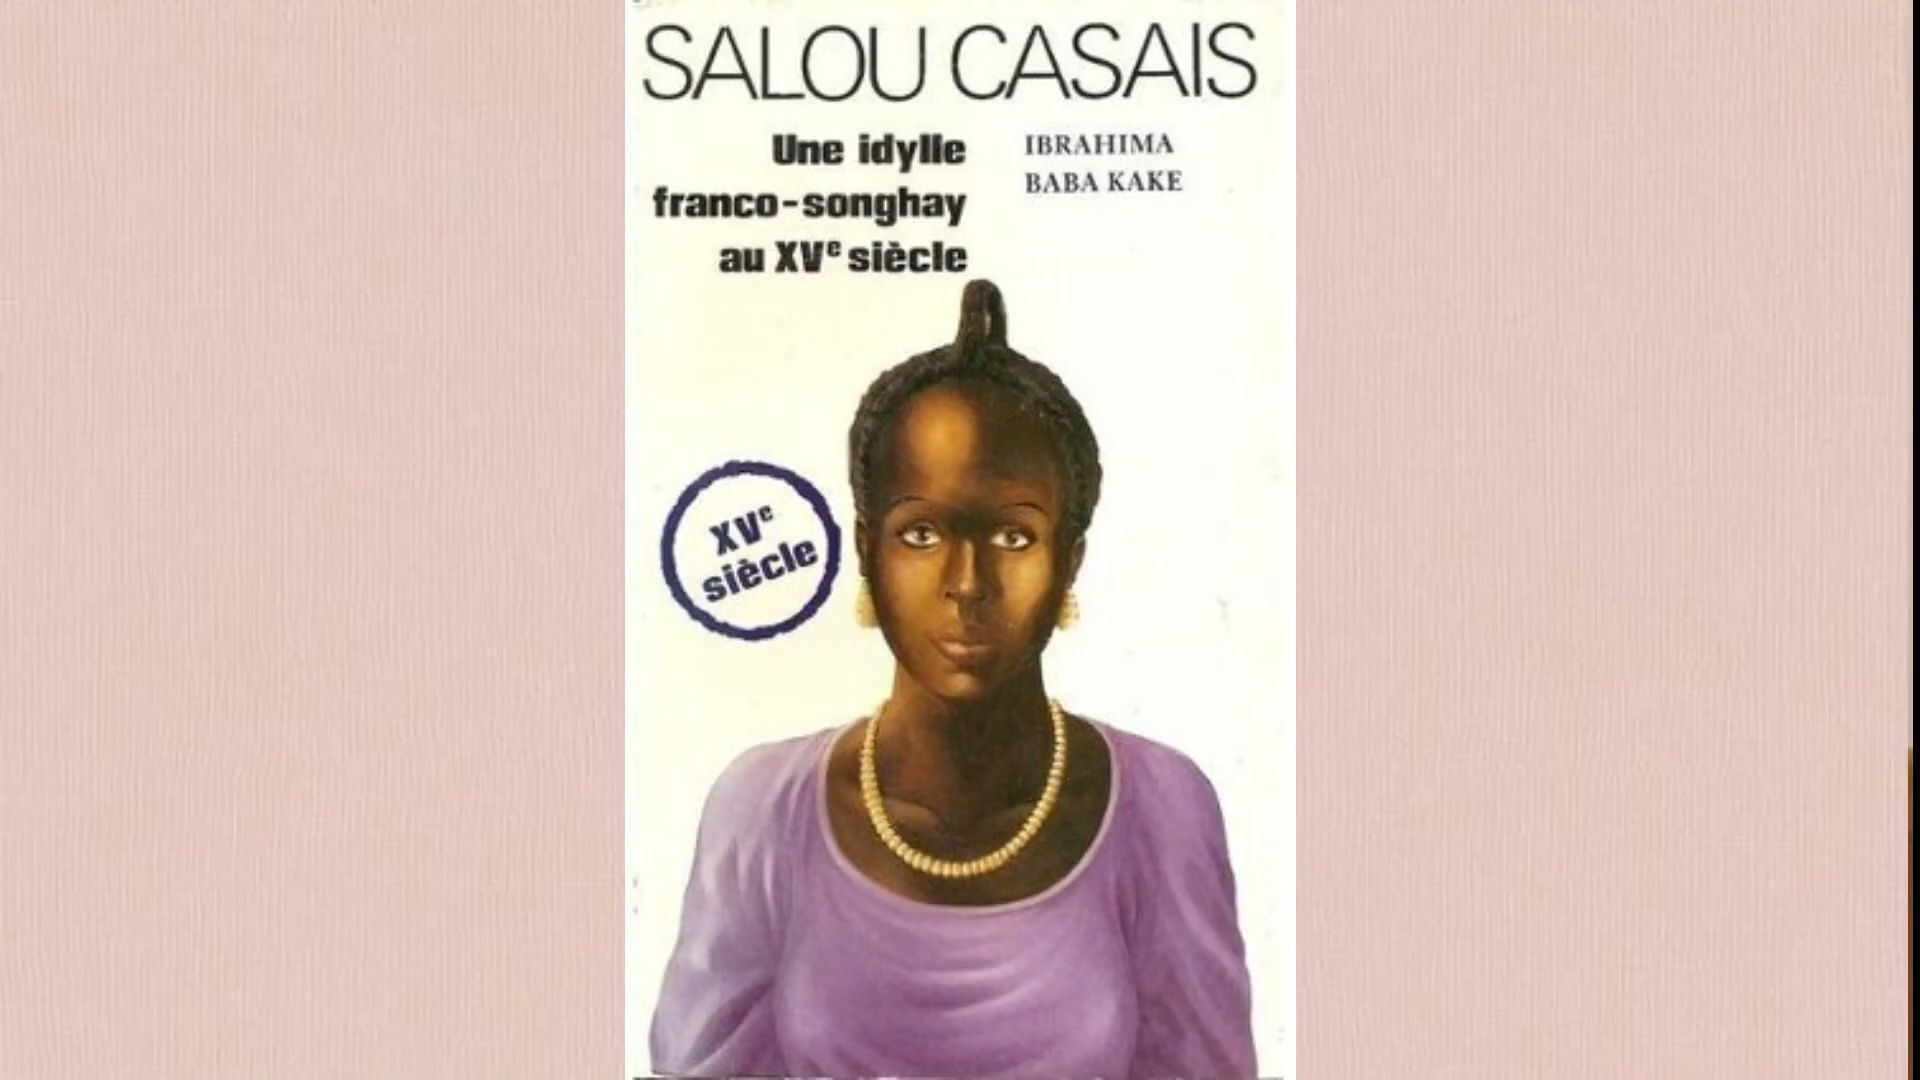 SALOU CASAIS
Une idylle
franco-songhay
au XVe siècle
IBRAHIMA
BABA KAKE
XVe
siècle